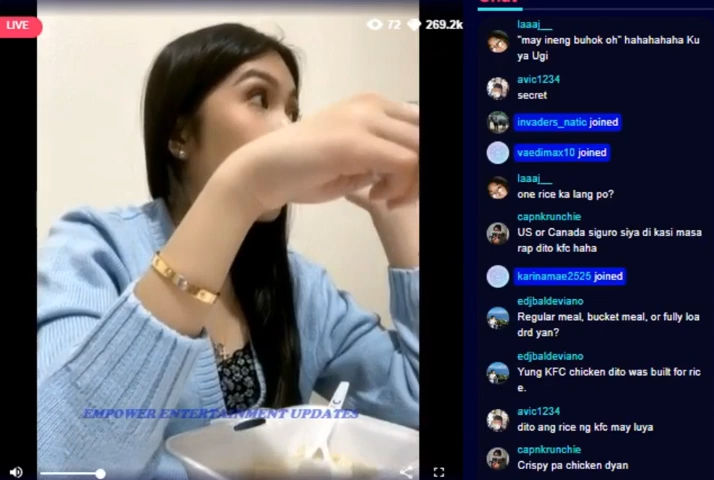 LIVE
72
269.2k
Chat
laaaj__
"may ineng buhok oh" hahahahaha Ku
ya Ugi
avic1234
secret
invaders_natic joined
vaedimax10 joined
laaaj__
one rice ka lang po?
capnkrunchie
US or Canada siguro siya di kasi masa
rap dito kfc haha
karinamae2525 joined
edjbaldeviano
Regular meal, bucket meal, or fully loa
drd yan?
edjbaldeviano
Yung KFC chicken dito was built for ric
e.
avic1234
dito ang rice ng kfc may luya
capnkrunchie
Crispy pa chicken dyan
EMPOWER ENTERTAINMENT UPDATES